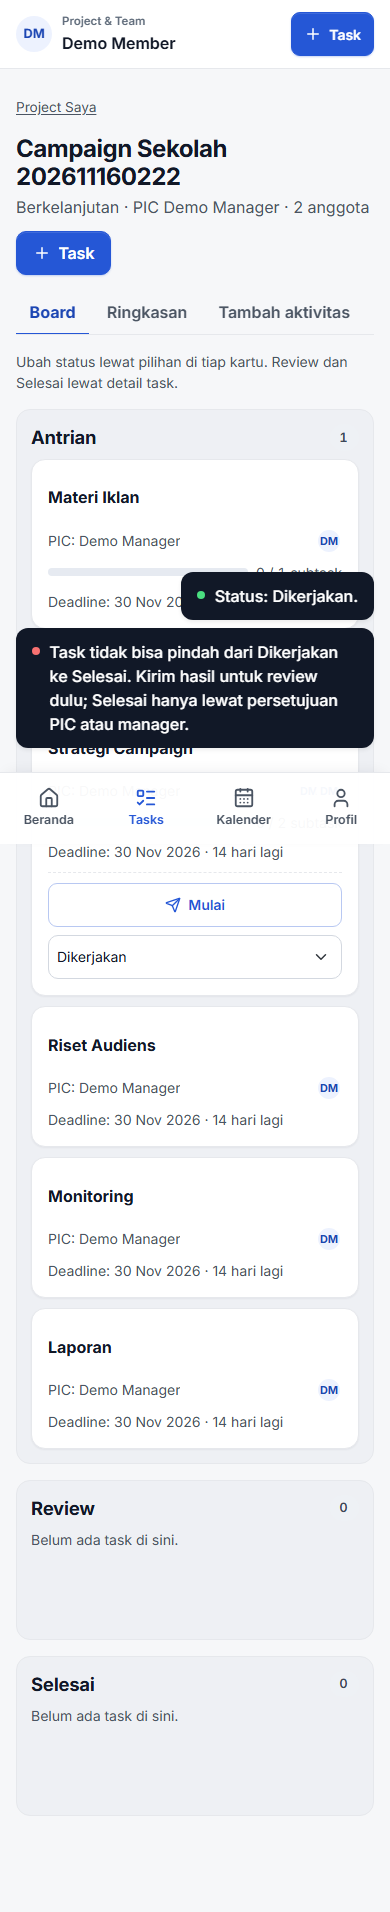 DM
Project & Team
Demo Member
Task
Project Saya
Campaign Sekolah
202611160222
Berkelanjutan · PIC Demo Manager · 2 anggota
Task
Board
Ringkasan
Tambah aktivitas
Ubah status lewat pilihan di tiap kartu. Review dan
Selesai lewat detail task.
Antrian
1
Materi Iklan
PIC: Demo Manager
DM
0 / 1 subtask
Deadline: 30 Nov 20
Status: Dikerjakan.
Task tidak bisa pindah dari Dikerjakan
ke Selesai. Kirim hasil untuk review
dulu; Selesai hanya lewat persetujuan
PIC atau manager.
Strategi Campaign
Beranda
Tasks
Kalender
Profil
Deadline: 30 Nov 2026 · 14 hari lagi
Mulai
Dikerjakan
Riset Audiens
PIC: Demo Manager
DM
Deadline: 30 Nov 2026 · 14 hari lagi
Monitoring
PIC: Demo Manager
DM
Deadline: 30 Nov 2026 · 14 hari lagi
Laporan
PIC: Demo Manager
DM
Deadline: 30 Nov 2026 · 14 hari lagi
Review
0
Belum ada task di sini.
Selesai
0
Belum ada task di sini.